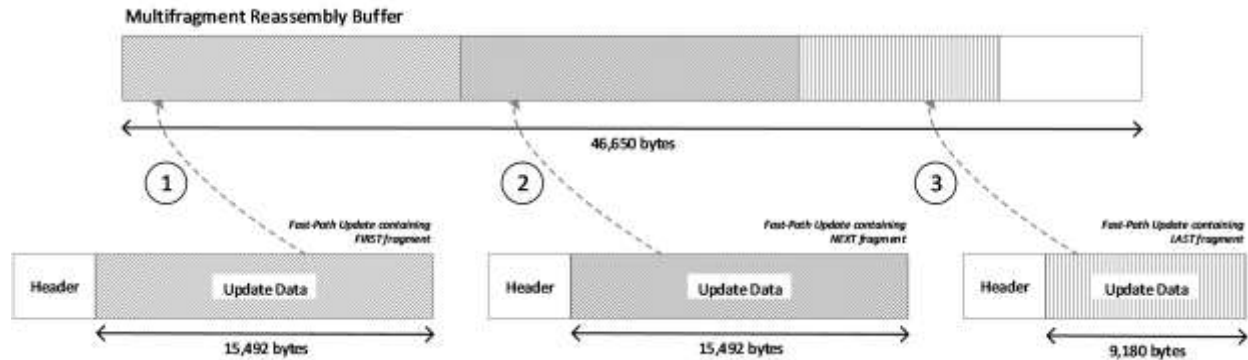 Multifragment Reassembly Buffer
46,650 bytes
1
2
3
Fast-Path Update containing
FIRST fragment
Fast-Path Update containing
NEXT fragment
Fast-Path Update containing
LAST fragment
Header
Update Data
Header
Update Data
Header
Update Data
15,492 bytes
15,492 bytes
9,180 bytes